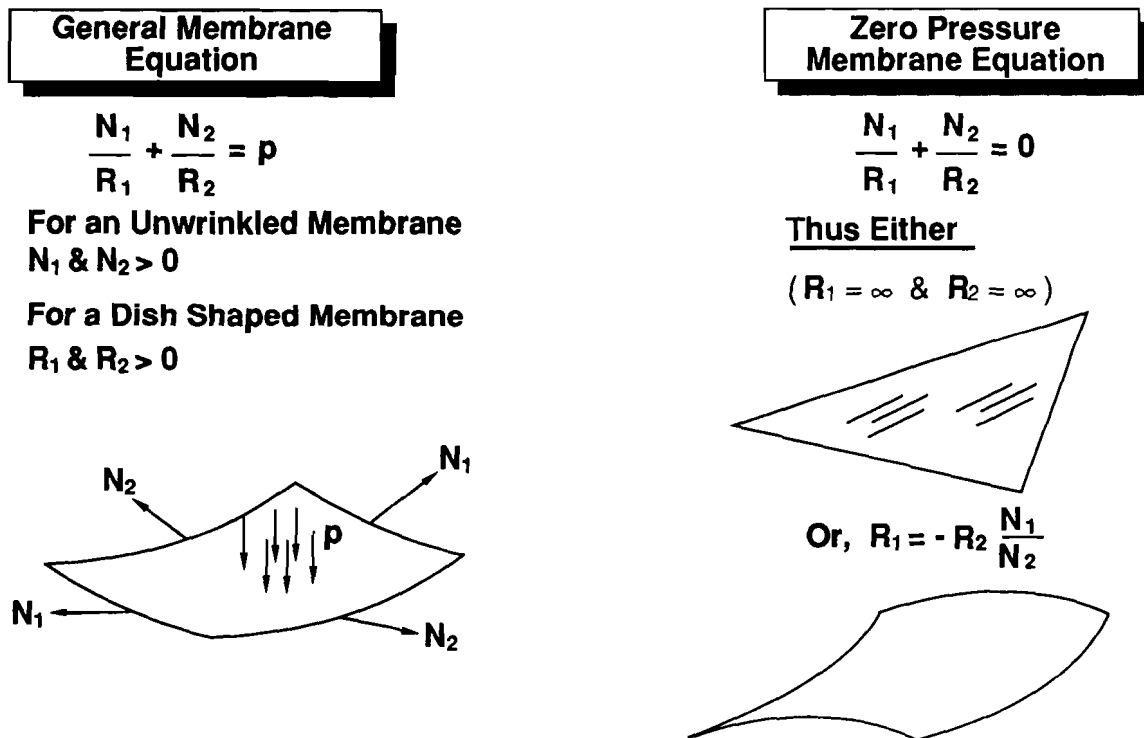 General Membrane
Equation
N₁/R₁ + N₂/R₂ = p
For an Unwrinkled Membrane
N₁ & N₂ > 0
For a Dish Shaped Membrane
R₁ & R₂ > 0
N₂
N₁
p
N₁
N₂
Zero Pressure
Membrane Equation
N₁/R₁ + N₂/R₂ = 0
Thus Either
(R₁ = ∞ & R₂ = ∞)
Or, R₁ = - R₂ N₁/N₂